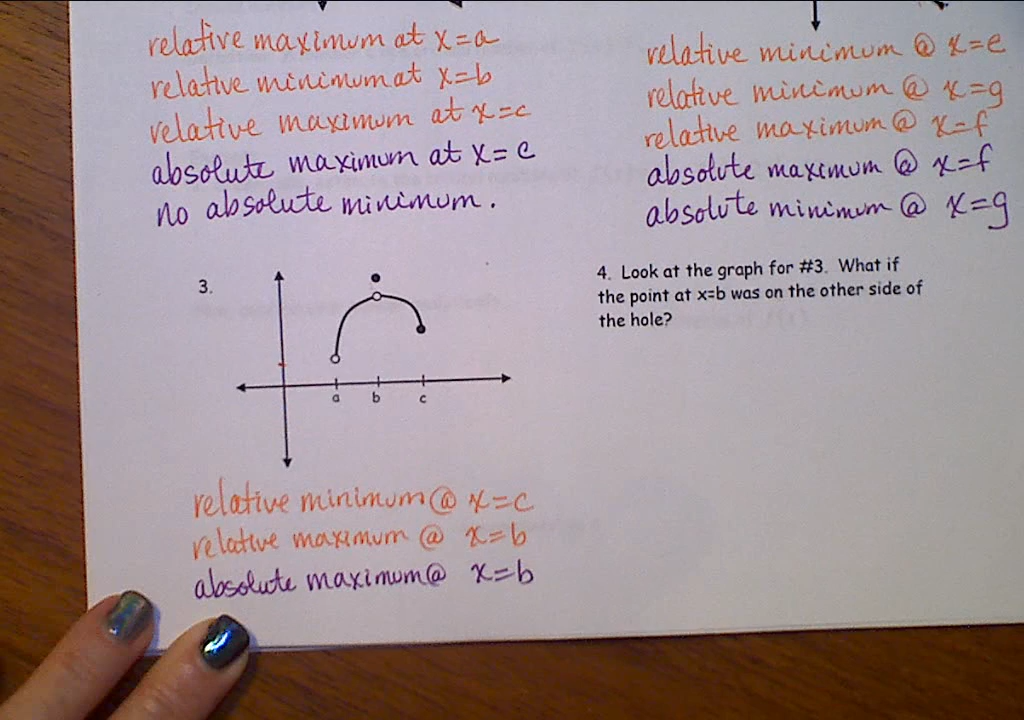 relative maximum at x=a
relative minimum at x=b
relative maximum at x=c
absolute maximum at x=c
no absolute minimum.
relative minimum @ x=e
relative minimum @ x=g
relative maximum @ x=f
absolute maximum @ x=f
absolute minimum @ x=g
3.
a b c
relative minimum @ x=c
relative maximum @ x=b
absolute maximum @ x=b
4. Look at the graph for #3. What if
the point at x=b was on the other side of
the hole?